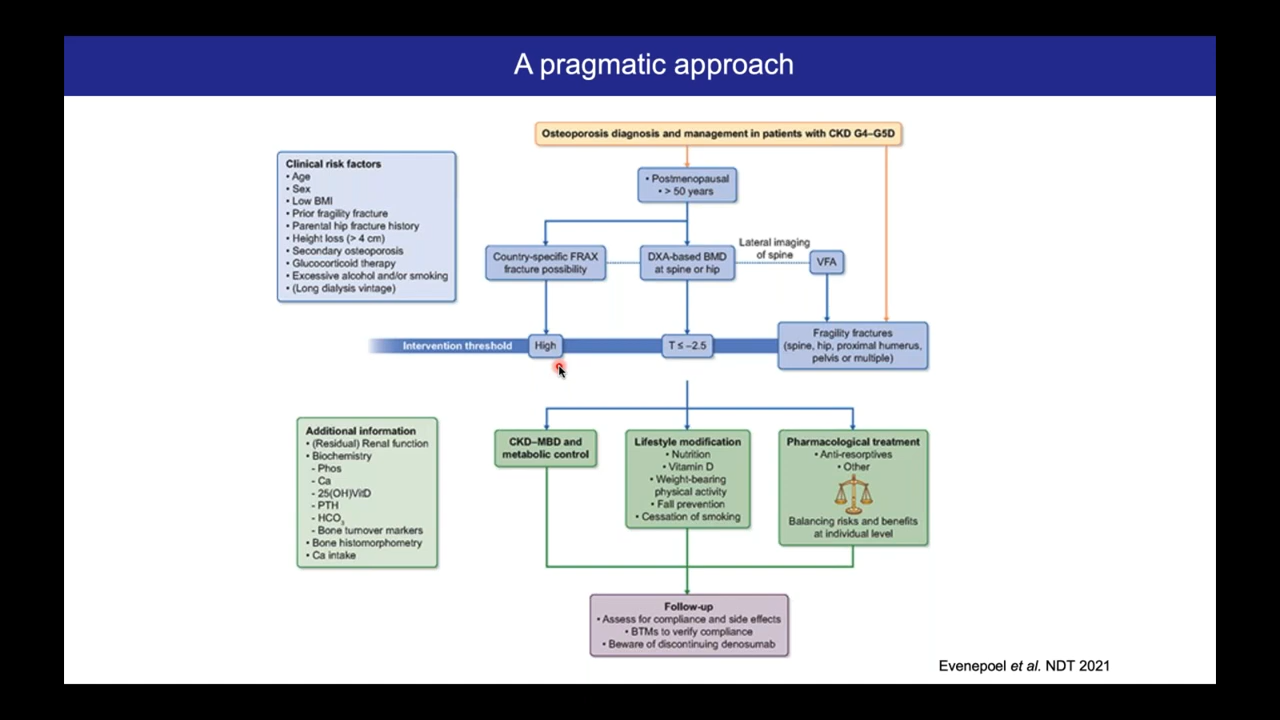 A pragmatic approach
Osteoporosis diagnosis and management in patients with CKD G4–G5D
Clinical risk factors
• Age
• Sex
• Low BMI
• Prior fragility fracture
• Parental hip fracture history
• Height loss (> 4 cm)
• Secondary osteoporosis
• Glucocorticoid therapy
• Excessive alcohol and/or smoking
• (Long dialysis vintage)
• Postmenopausal
• > 50 years
Country-specific FRAX
fracture possibility
DXA-based BMD
at spine or hip
Lateral imaging
of spine
VFA
Intervention threshold
High
T ≤ –2.5
Fragility fractures
(spine, hip, proximal humerus,
pelvis or multiple)
Additional information
• (Residual) Renal function
• Biochemistry
- Phos
- Ca
- 25(OH)VitD
- PTH
- HCO3
- Bone turnover markers
• Bone histomorphometry
• Ca intake
CKD–MBD and
metabolic control
Lifestyle modification
• Nutrition
• Vitamin D
• Weight-bearing
physical activity
• Fall prevention
• Cessation of smoking
Pharmacological treatment
• Anti-resorptives
• Other
Balancing risks and benefits
at individual level
Follow-up
• Assess for compliance and side effects
• BTMs to verify compliance
• Beware of discontinuing denosumab
Evenepoel et al. NDT 2021